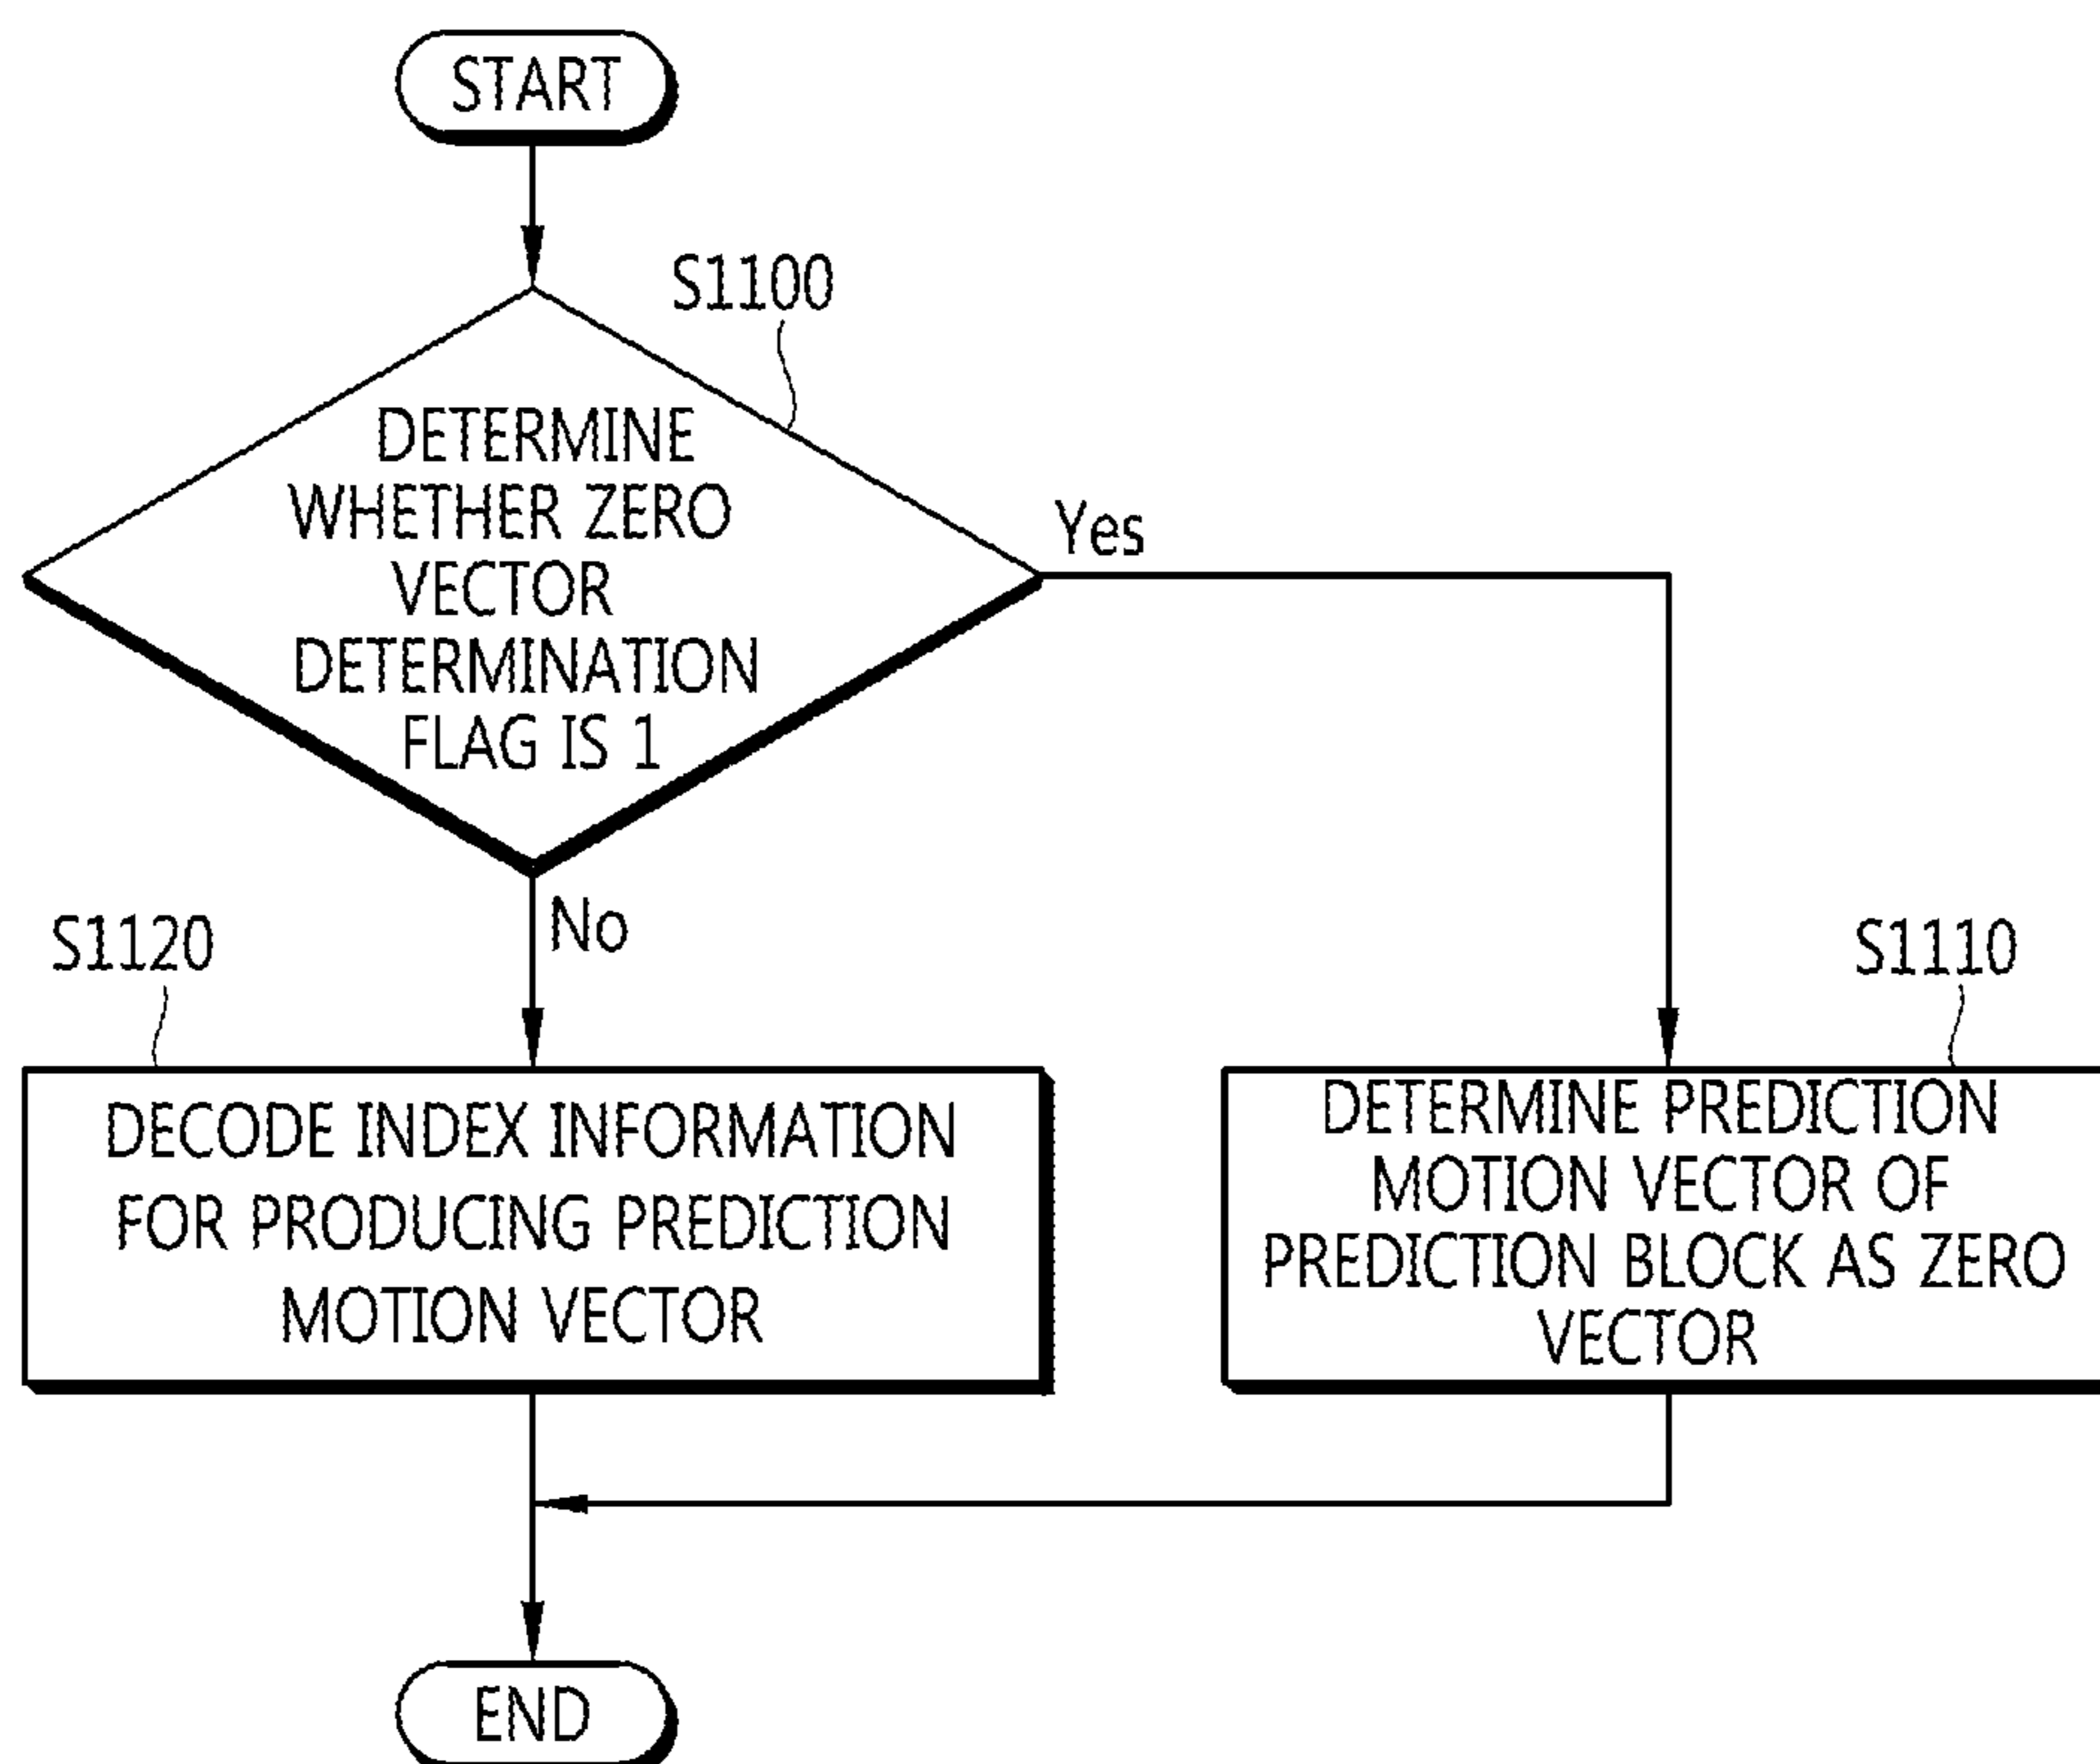 START
S1100
DETERMINE
WHETHER ZERO
VECTOR
DETERMINATION
FLAG IS 1
Yes
No
S1120
DECODE INDEX INFORMATION
FOR PRODUCING PREDICTION
MOTION VECTOR
S1110
DETERMINE PREDICTION
MOTION VECTOR OF
PREDICTION BLOCK AS ZERO
VECTOR
END